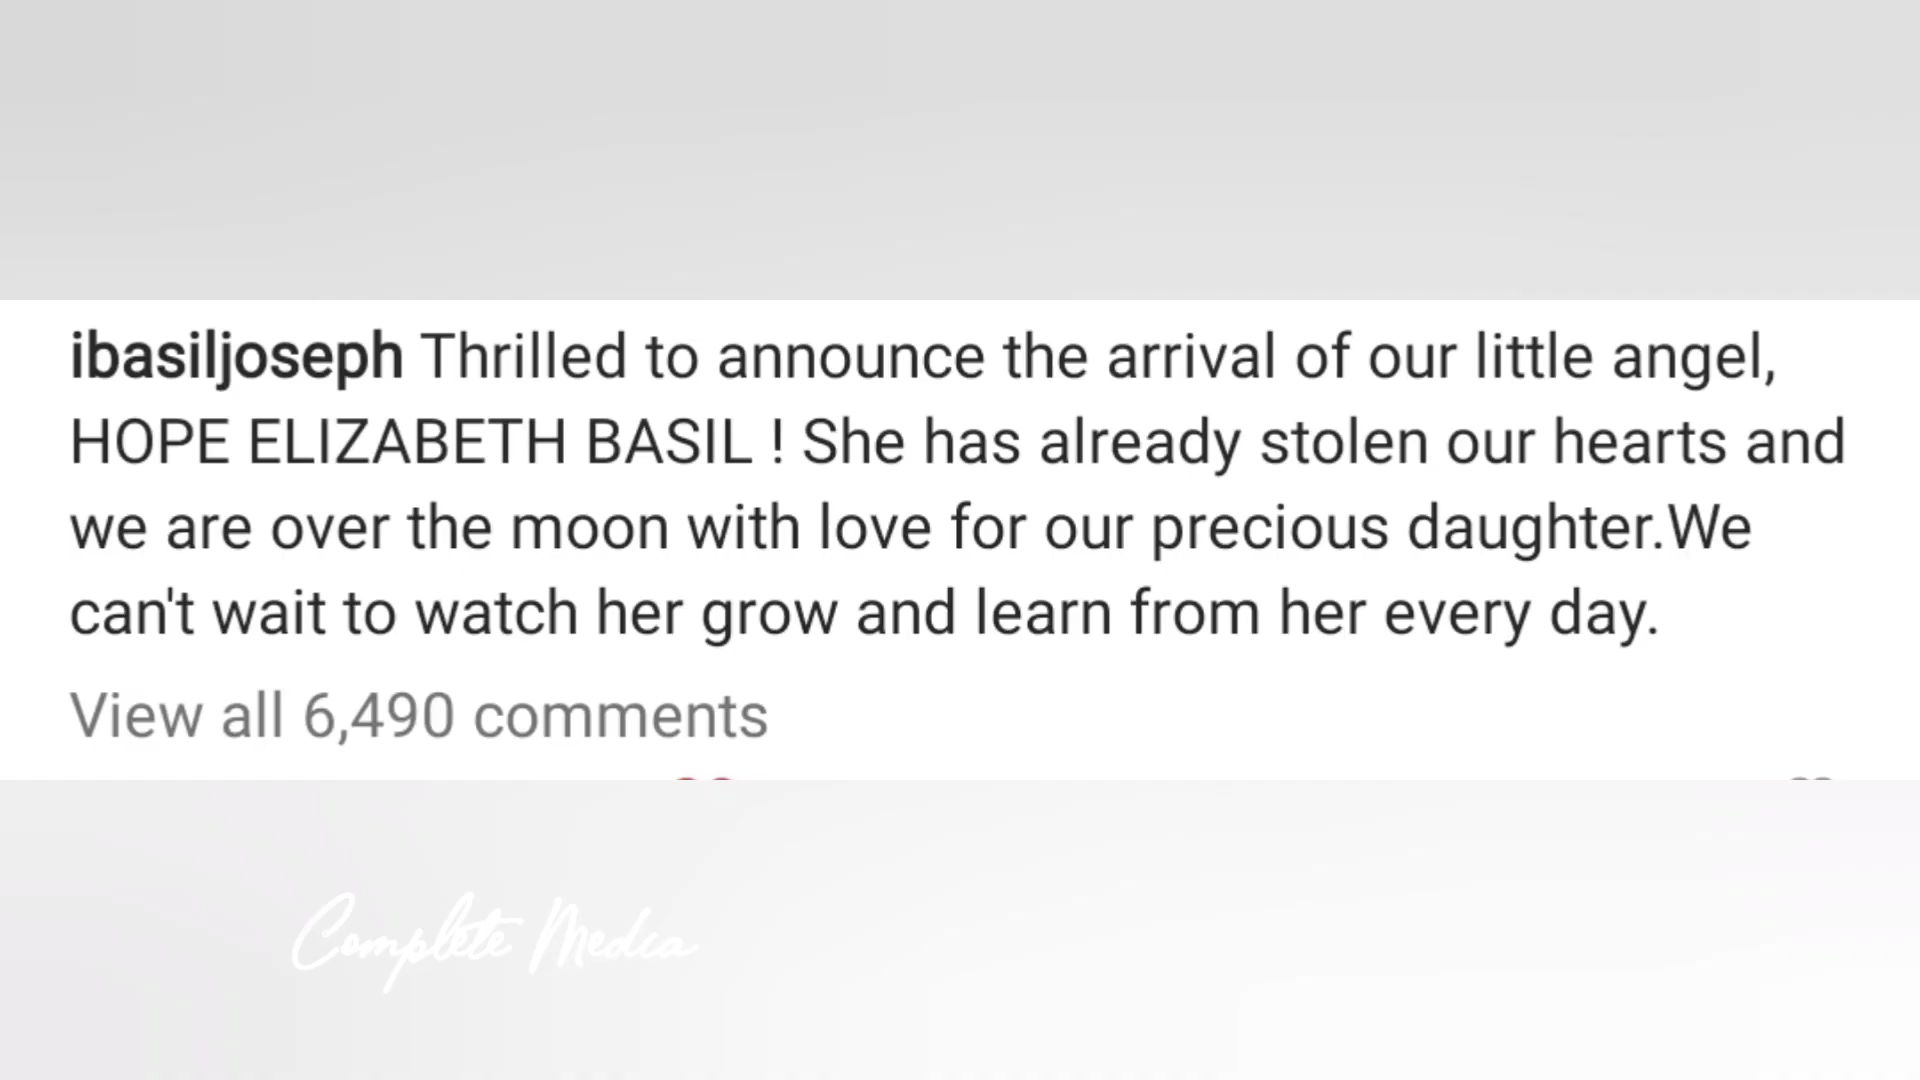 ibasiljoseph Thrilled to announce the arrival of our little angel,
HOPE ELIZABETH BASIL ! She has already stolen our hearts and
we are over the moon with love for our precious daughter.We
can't wait to watch her grow and learn from her every day.
View all 6,490 comments
Complete Media